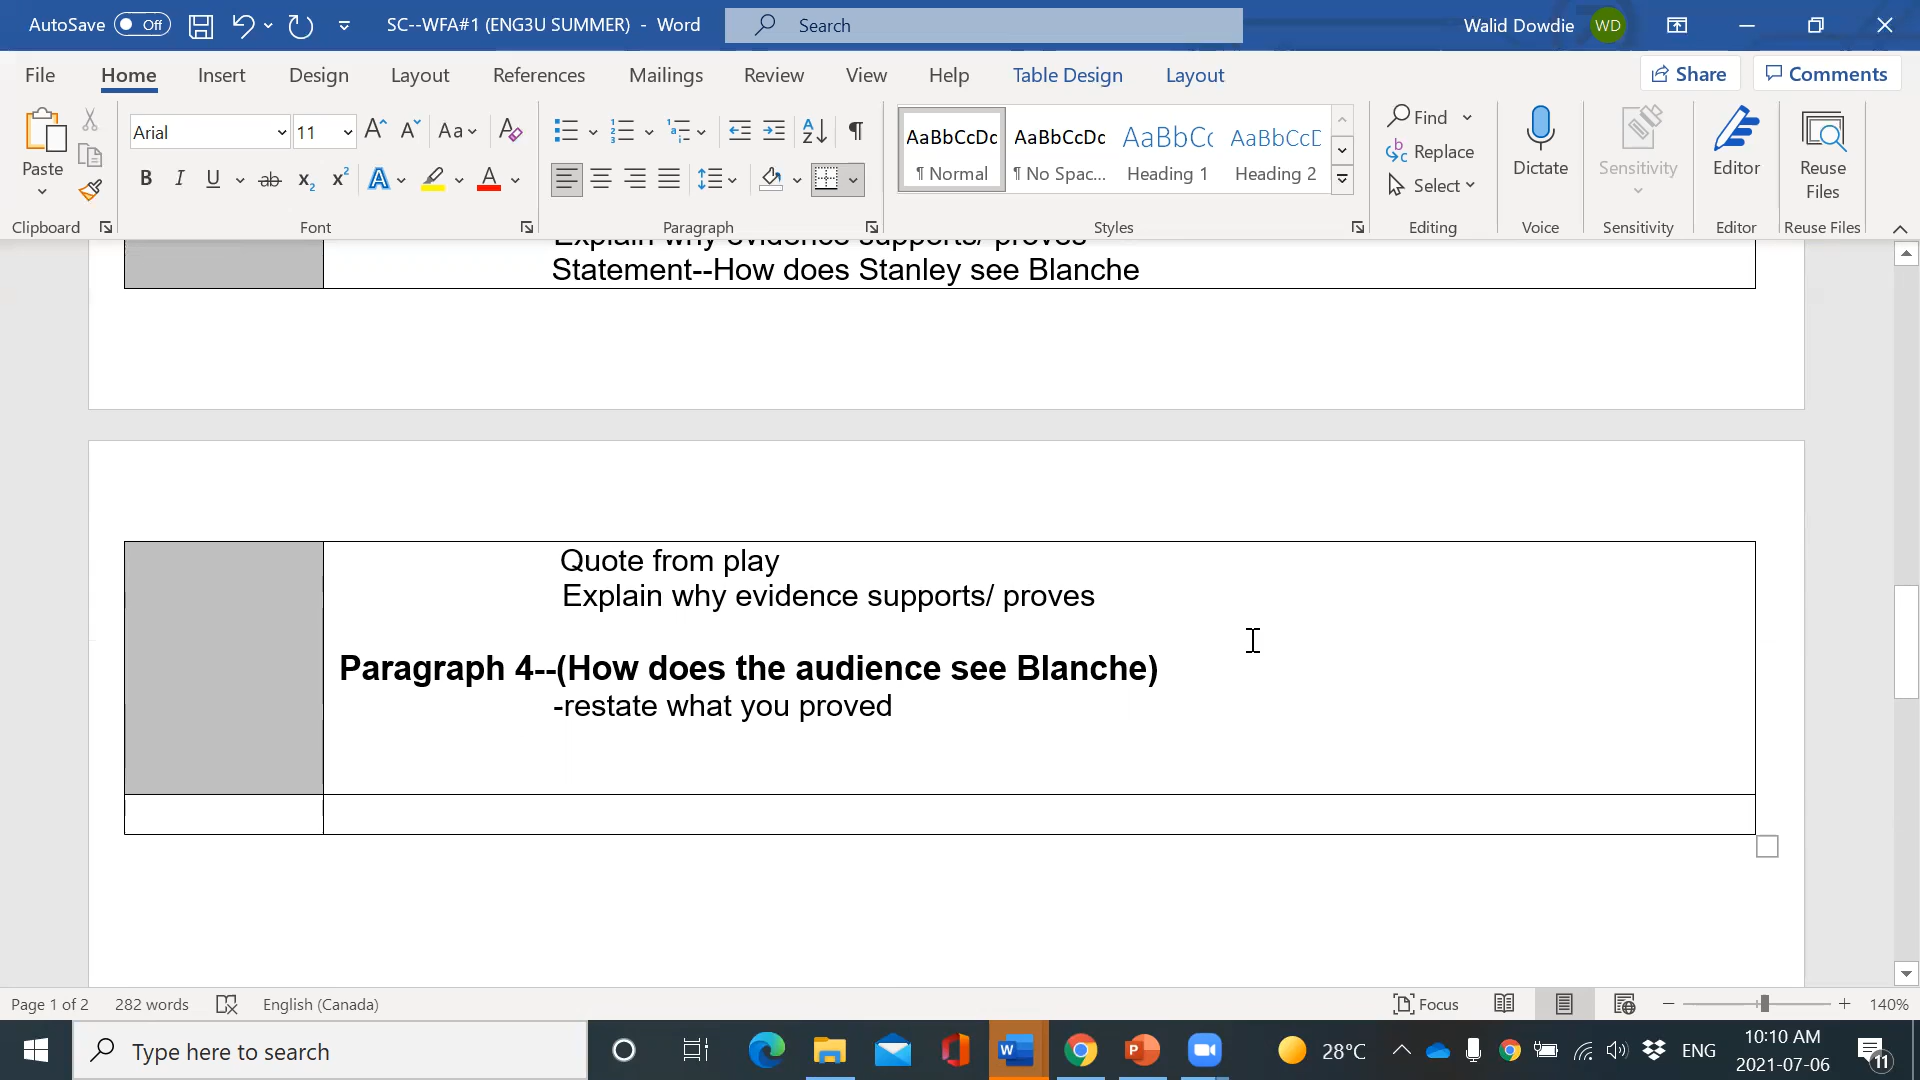 AutoSave Off SC--WFA#1 (ENG3U SUMMER) - Word Search Walid Dowdie WD
File Home Insert Design Layout References Mailings Review View Help Table Design Layout Share Comments
Paste
Arial 11 Aa
B I U ab x2 x2 A A
AaBbCcDc AaBbCcDc AaBbCc AaBbCcD
¶ Normal ¶ No Spac... Heading 1 Heading 2
Find
Replace
Select
Dictate
Sensitivity
Editor
Reuse
Files
Clipboard Font Paragraph Styles Editing Voice Sensitivity Editor Reuse Files
Explain why evidence supports/ proves
Statement--How does Stanley see Blanche
Quote from play
Explain why evidence supports/ proves
Paragraph 4--(How does the audience see Blanche)
-restate what you proved
Page 1 of 2 282 words English (Canada) Focus 140%
Type here to search 28°C ENG 10:10 AM
2021-07-06 11